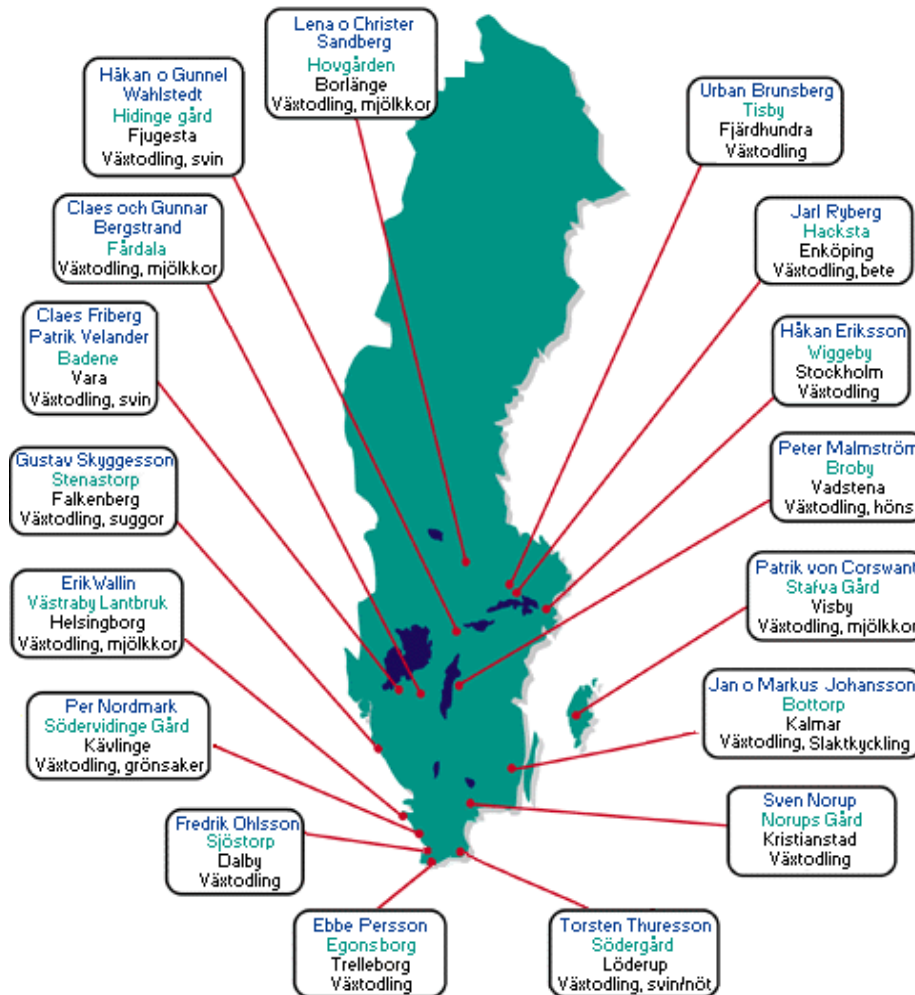 Lena o Christer
Sandberg
Hovgården
Borlänge
Växtodling, mjölkkor
Håkan o Gunnel
Wahlstedt
Hidinge gård
Fjugesta
Växtodling, svin
Claes och Gunnar
Bergstrand
Fårdala
Växtodling, mjölkkor
Claes Friberg
Patrik Velander
Badene
Vara
Växtodling, svin
Gustav Skyggesson
Stenastorp
Falkenberg
Växtodling, suggor
Erik Wallin
Västraby Lantbruk
Helsingborg
Växtodling, mjölkkor
Per Nordmark
Södervidinge Gård
Kävlinge
Växtodling, grönsaker
Fredrik Ohlsson
Sjöstorp
Dalby
Växtodling
Ebbe Persson
Egonsborg
Trelleborg
Växtodling
Torsten Thuresson
Södergård
Löderup
Växtodling, svin/nöt
Sven Norup
Norups Gård
Kristianstad
Växtodling
Jan o Markus Johansson
Bottorp
Kalmar
Växtodling, Slaktkyckling
Patrik von Corswant
Stafva Gård
Visby
Växtodling, mjölkkor
Peter Malmström
Broby
Vadstena
Växtodling, höns
Håkan Eriksson
Wiggeby
Stockholm
Växtodling
Jarl Ryberg
Hacksta
Enköping
Växtodling, bete
Urban Brunsberg
Tisby
Fjärdhundra
Växtodling